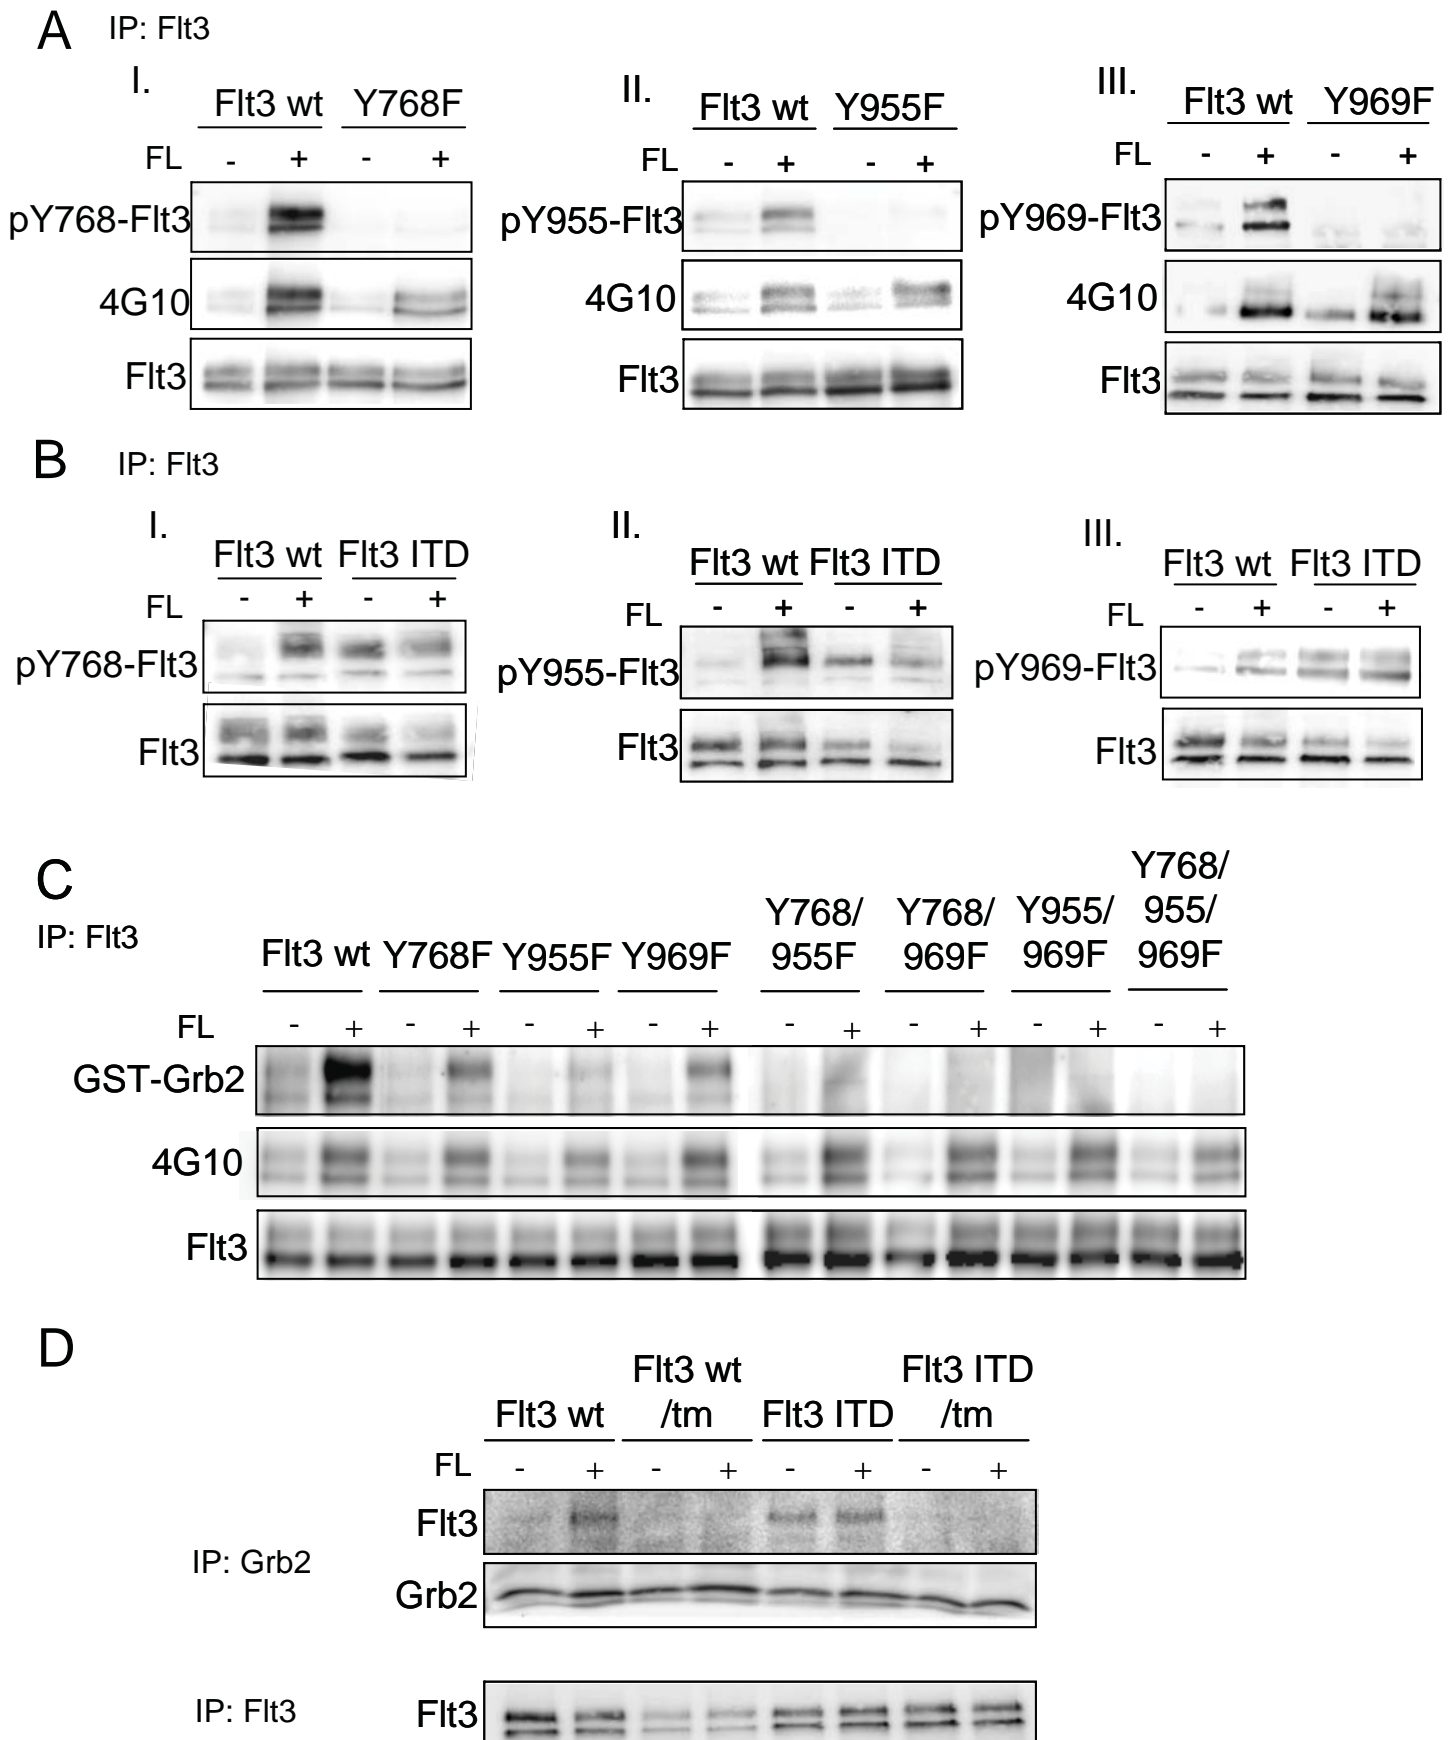 A IP: Flt3
I. II. III.
Flt3 wt Y768F Flt3 wt Y955F Flt3 wt Y969F
FL - + - + FL - + - + FL - + - +
pY768-Flt3 pY955-Flt3 pY969-Flt3
4G10 4G10 4G10
Flt3 Flt3 Flt3
B IP: Flt3
I. II. III.
Flt3 wt Flt3 ITD Flt3 wt Flt3 ITD Flt3 wt Flt3 ITD
FL - + - + FL - + - + FL - + - +
pY768-Flt3 pY955-Flt3 pY969-Flt3
Flt3 Flt3 Flt3
C
IP: Flt3
Y768/
Y768/ Y768/ Y955/ 955/
Flt3 wt Y768F Y955F Y969F 955F 969F 969F 969F
FL - + - + - + - + - + - + - + - +
GST-Grb2
4G10
Flt3
D
Flt3 wt Flt3 ITD
Flt3 wt /tm Flt3 ITD /tm
FL - + - + - + - +
Flt3
IP: Grb2
Grb2
IP: Flt3 Flt3